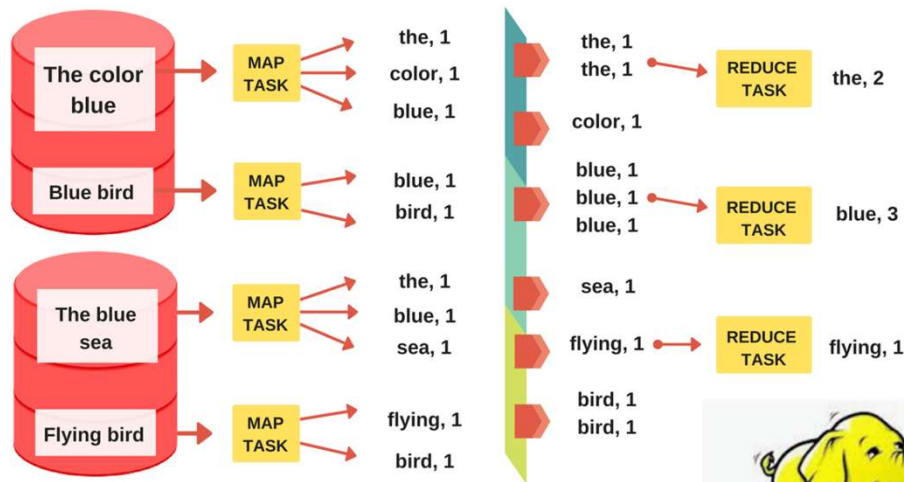 The color
blue
MAP
TASK
the, 1
color, 1
blue, 1
Blue bird
MAP
TASK
blue, 1
bird, 1
The blue
sea
MAP
TASK
the, 1
blue, 1
sea, 1
Flying bird
MAP
TASK
flying, 1
bird, 1
the, 1
the, 1
REDUCE
TASK
the, 2
color, 1
blue, 1
blue, 1
blue, 1
REDUCE
TASK
blue, 3
sea, 1
flying, 1
REDUCE
TASK
flying, 1
bird, 1
bird, 1